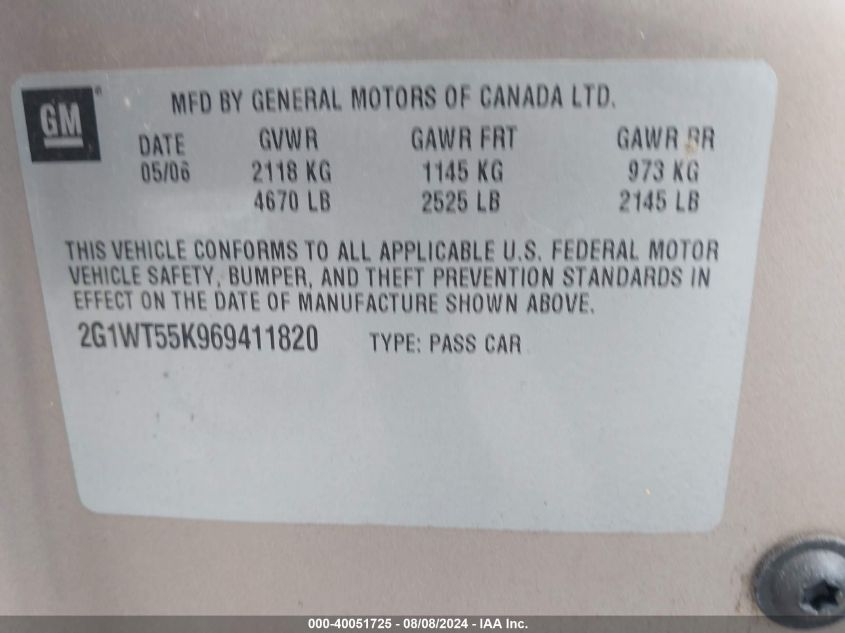 GM®
MFD BY GENERAL MOTORS OF CANADA LTD.
DATE GVWR GAWR FRT GAWR RR
05/06 2118 KG 1145 KG 973 KG
4670 LB 2525 LB 2145 LB
THIS VEHICLE CONFORMS TO ALL APPLICABLE U.S. FEDERAL MOTOR
VEHICLE SAFETY, BUMPER, AND THEFT PREVENTION STANDARDS IN
EFFECT ON THE DATE OF MANUFACTURE SHOWN ABOVE.
2G1WT55K969411820 TYPE: PASS CAR
000-40051725 - 08/08/2024 - IAA Inc.